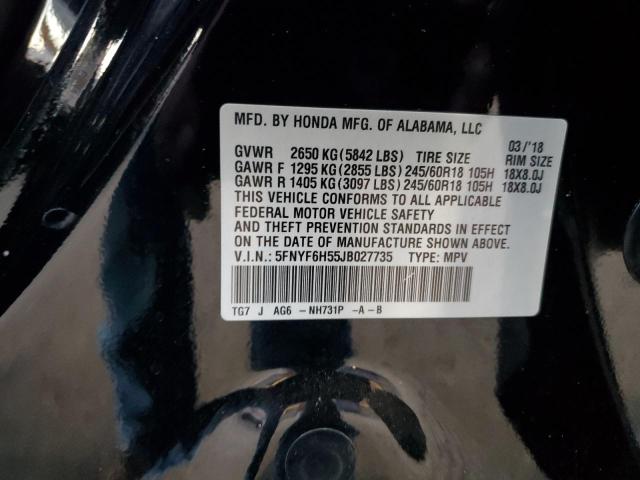 MFD. BY HONDA MFG. OF ALABAMA, LLC 03/'18
GVWR 2650 KG(5842 LBS) TIRE SIZE RIM SIZE
GAWR F 1295 KG(2855 LBS)245/60R18 105H 18X8.0J
GAWR R 1405 KG(3097 LBS)245/60R18 105H 18X8.0J
THIS VEHICLE CONFORMS TO ALL APPLICABLE
FEDERAL MOTOR VEHICLE SAFETY
AND THEFT PREVENTION STANDARDS IN EFFECT
ON THE DATE OF MANUFACTURE SHOWN ABOVE.
V.I.N.: 5FNYF6H55JB027735 TYPE: MPV
TG7 J AG6 -NH731P -A-B